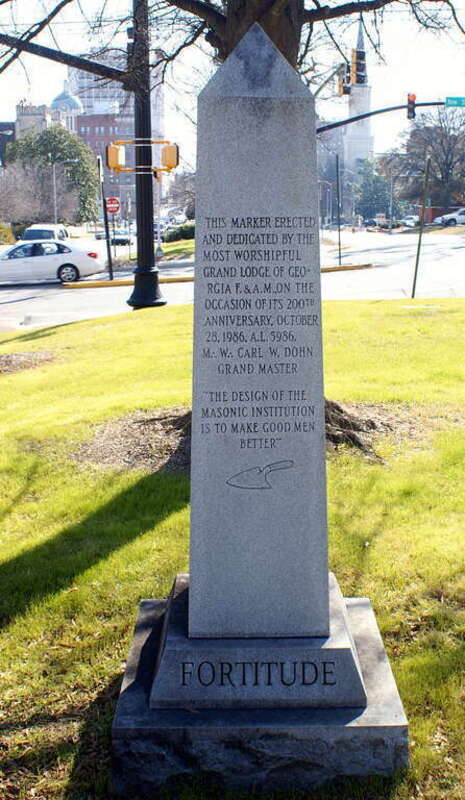 THIS MARKER ERECTED
AND DEDICATED BY THE
MOST WORSHIPFUL
GRAND LODGE OF GEO-
RGIA F. & A.M., ON THE
OCCASION OF ITS 200TH
ANNIVERSARY, OCTOBER
28, 1986, A.L. 5986.
M∴W∴ CARL W. DOHN
GRAND MASTER
"THE DESIGN OF THE
MASONIC INSTITUTION
IS TO MAKE GOOD MEN
BETTER"
FORTITUDE